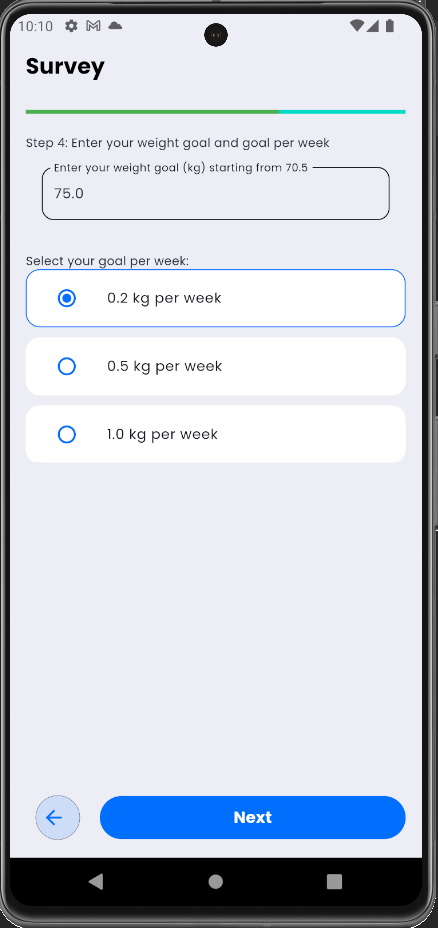 10:10
Survey
Step 4: Enter your weight goal and goal per week
Enter your weight goal (kg) starting from 70.5
75.0
Select your goal per week:
0.2 kg per week
0.5 kg per week
1.0 kg per week
Next